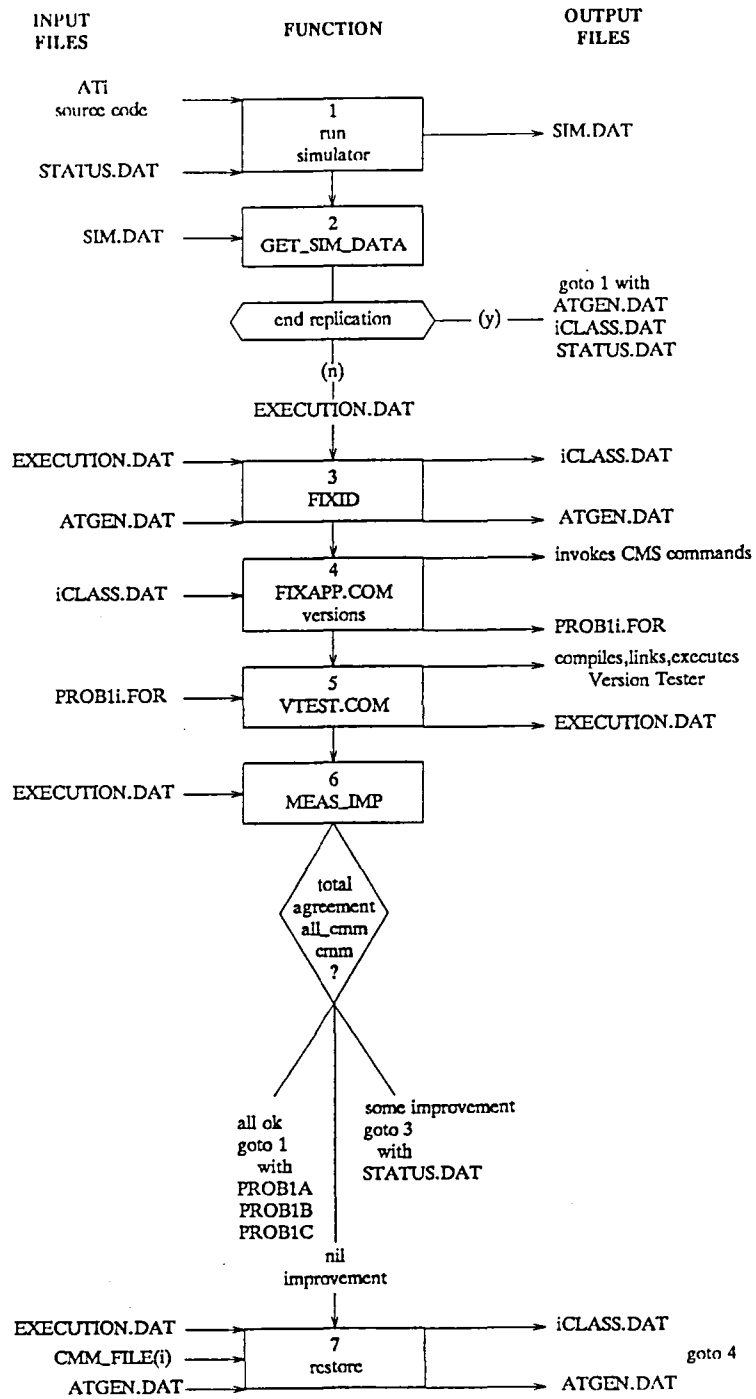 INPUT
FILES
FUNCTION
OUTPUT
FILES
ATi
source code
1
run
simulator
SIM.DAT
STATUS.DAT
SIM.DAT
2
GET_SIM_DATA
end replication
(y)
goto 1 with
ATGEN.DAT
iCLASS.DAT
STATUS.DAT
(n)
EXECUTION.DAT
EXECUTION.DAT
3
FIXID
iCLASS.DAT
ATGEN.DAT
ATGEN.DAT
iCLASS.DAT
4
FIXAPP.COM
versions
invokes CMS commands
PROB1i.FOR
PROB1i.FOR
5
VTEST.COM
compiles,links,executes
Version Tester
EXECUTION.DAT
EXECUTION.DAT
6
MEAS_IMP
total
agreement
all_cmm
cmm
?
all ok
goto 1
with
PROB1A
PROB1B
PROB1C
some improvement
goto 3
with
STATUS.DAT
nil
improvement
EXECUTION.DAT
CMM_FILE(i)
ATGEN.DAT
7
restore
iCLASS.DAT
goto 4
ATGEN.DAT